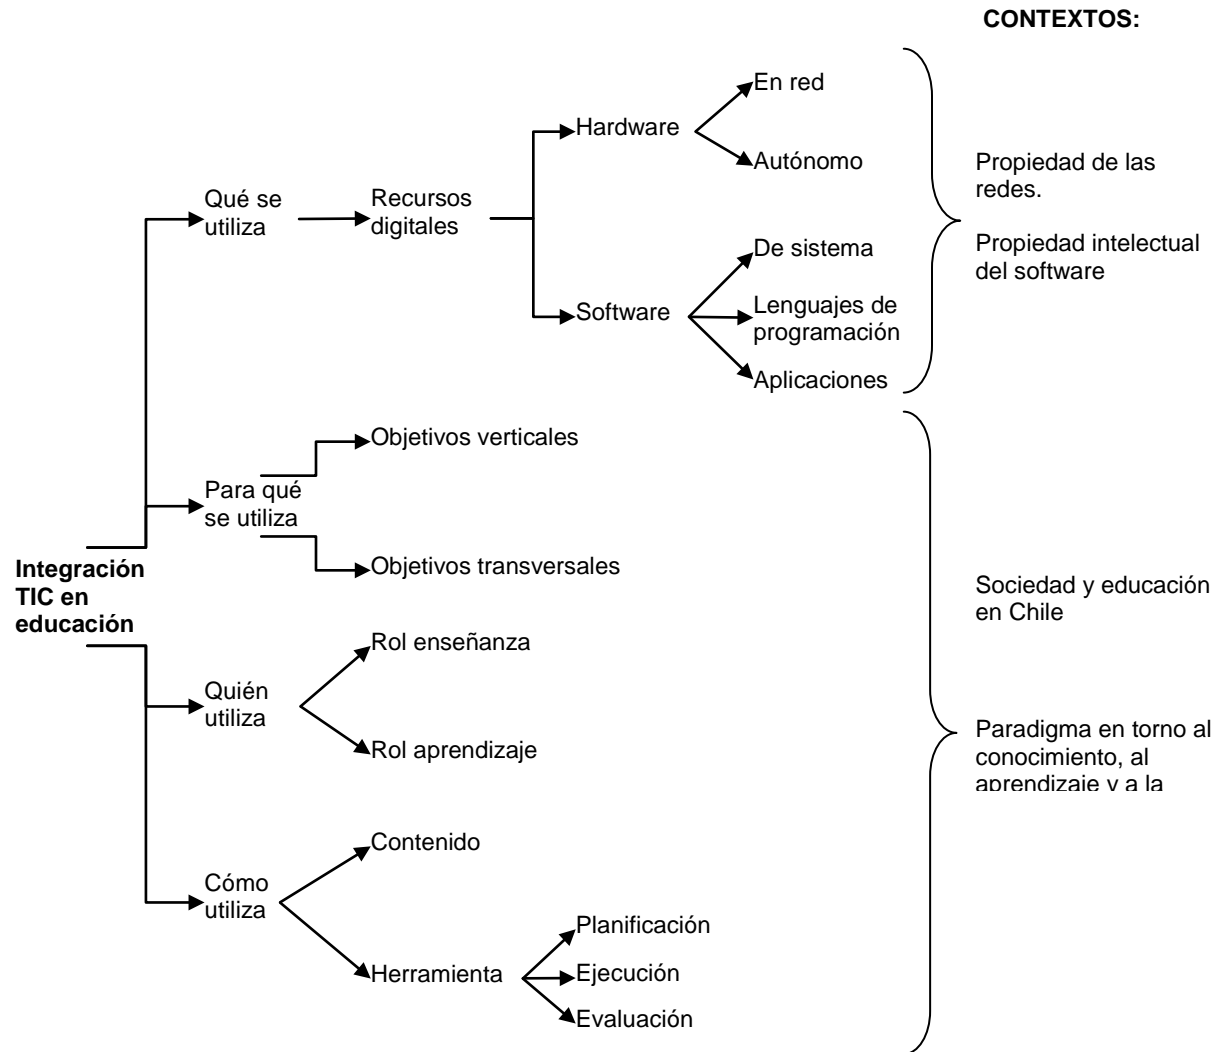 CONTEXTOS:
En red
Hardware
Autónomo
Propiedad de las
redes.
Qué se
utiliza
Recursos
digitales
Propiedad intelectual
del software
De sistema
Software
Lenguajes de
programación
Aplicaciones
Objetivos verticales
Para qué
se utiliza
Objetivos transversales
Integración
TIC en
educación
Sociedad y educación
en Chile
Rol enseñanza
Quién
utiliza
Rol aprendizaje
Paradigma en torno al
conocimiento, al
aprendizaje y a la
Contenido
Cómo
utiliza
Planificación
Herramienta
Ejecución
Evaluación